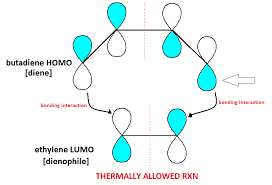 butadiene HOMO
[diene]
bonding interaction
bonding interaction
ethylene LUMO
[dienophile]
THERMALLY ALLOWED RXN